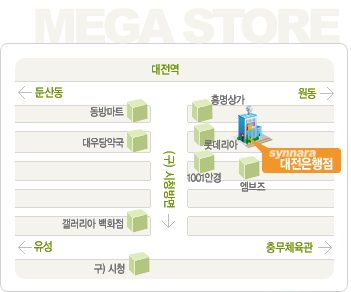 MEGA STORE
대전역
둔산동
원동
동방마트
홍명상가
대우당약국
롯데리아
synnara
대전은행점
(구) 시청방면
1001안경
엠브즈
갤러리아 백화점
유성
충무체육관
구) 시청